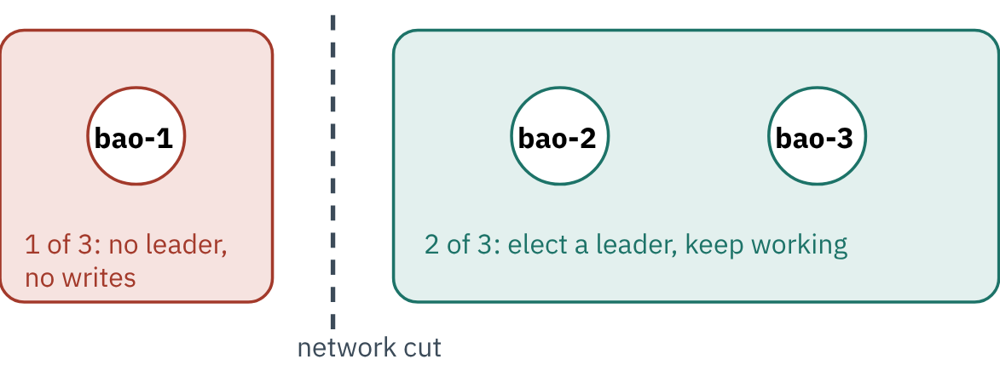 bao-1
bao-2
bao-3
1 of 3: no leader,
no writes
2 of 3: elect a leader, keep working
network cut